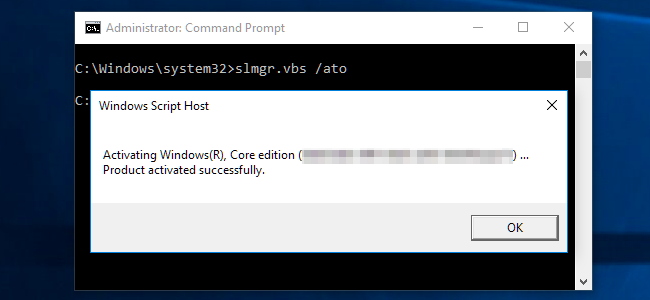 Administrator: Command Prompt
C:\Windows\system32>slmgr.vbs /ato
C:
Windows Script Host
Activating Windows(R), Core edition ( ) ...
Product activated successfully.
OK